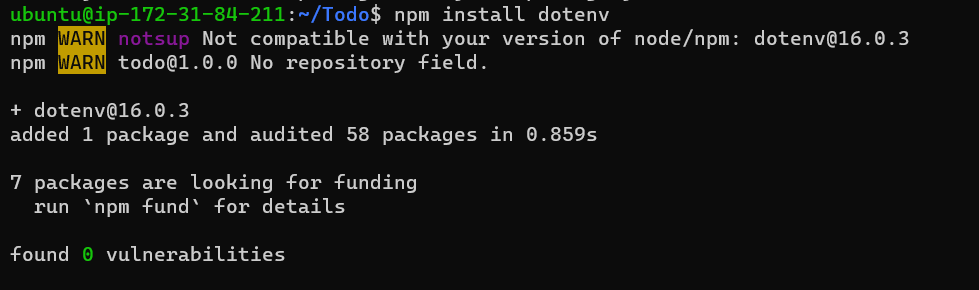 ubuntu@ip-172-31-84-211:~/Todo$ npm install dotenv
npm WARN notsup Not compatible with your version of node/npm: dotenv@16.0.3
npm WARN todo@1.0.0 No repository field.
+ dotenv@16.0.3
added 1 package and audited 58 packages in 0.859s
7 packages are looking for funding
  run `npm fund` for details
found 0 vulnerabilities